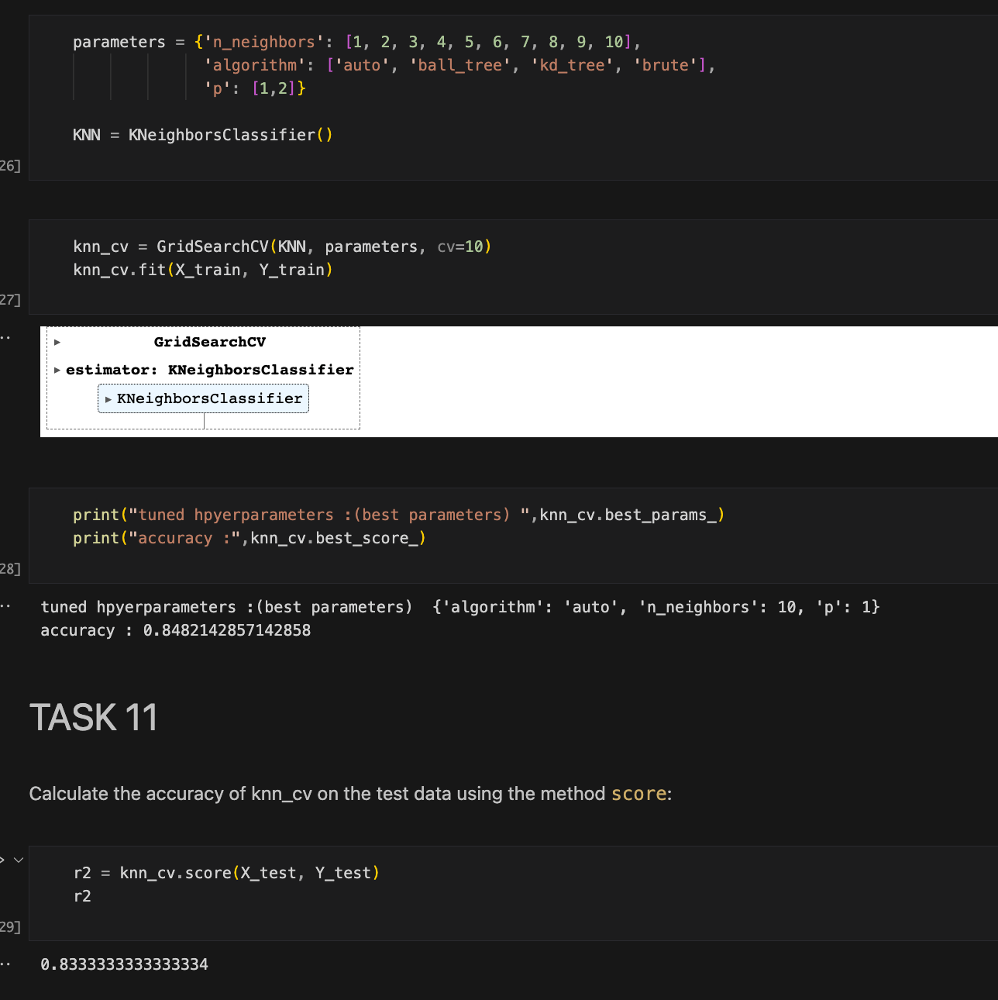 parameters = {'n_neighbors': [1, 2, 3, 4, 5, 6, 7, 8, 9, 10],
'algorithm': ['auto', 'ball_tree', 'kd_tree', 'brute'],
'p': [1,2]}
KNN = KNeighborsClassifier()
26]
knn_cv = GridSearchCV(KNN, parameters, cv=10)
knn_cv.fit(X_train, Y_train)
27]
GridSearchCV
estimator: KNeighborsClassifier
KNeighborsClassifier
print("tuned hpyerparameters :(best parameters) ",knn_cv.best_params_)
print("accuracy :",knn_cv.best_score_)
28]
tuned hpyerparameters :(best parameters)  {'algorithm': 'auto', 'n_neighbors': 10, 'p': 1}
accuracy : 0.8482142857142858
TASK 11
Calculate the accuracy of knn_cv on the test data using the method score:
r2 = knn_cv.score(X_test, Y_test)
r2
29]
0.8333333333333334